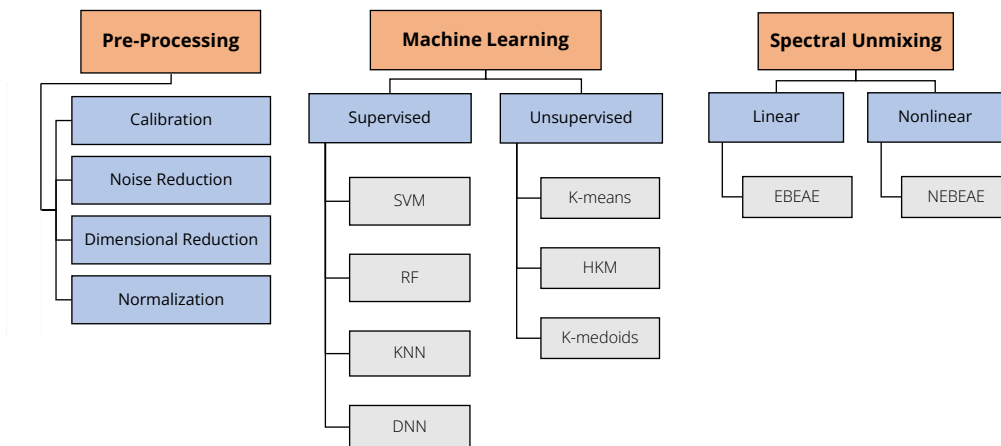 Pre-Processing
Calibration
Noise Reduction
Dimensional Reduction
Normalization
Machine Learning
Supervised
SVM
RF
KNN
DNN
Unsupervised
K-means
HKM
K-medoids
Spectral Unmixing
Linear
EBEAE
Nonlinear
NEBEAE